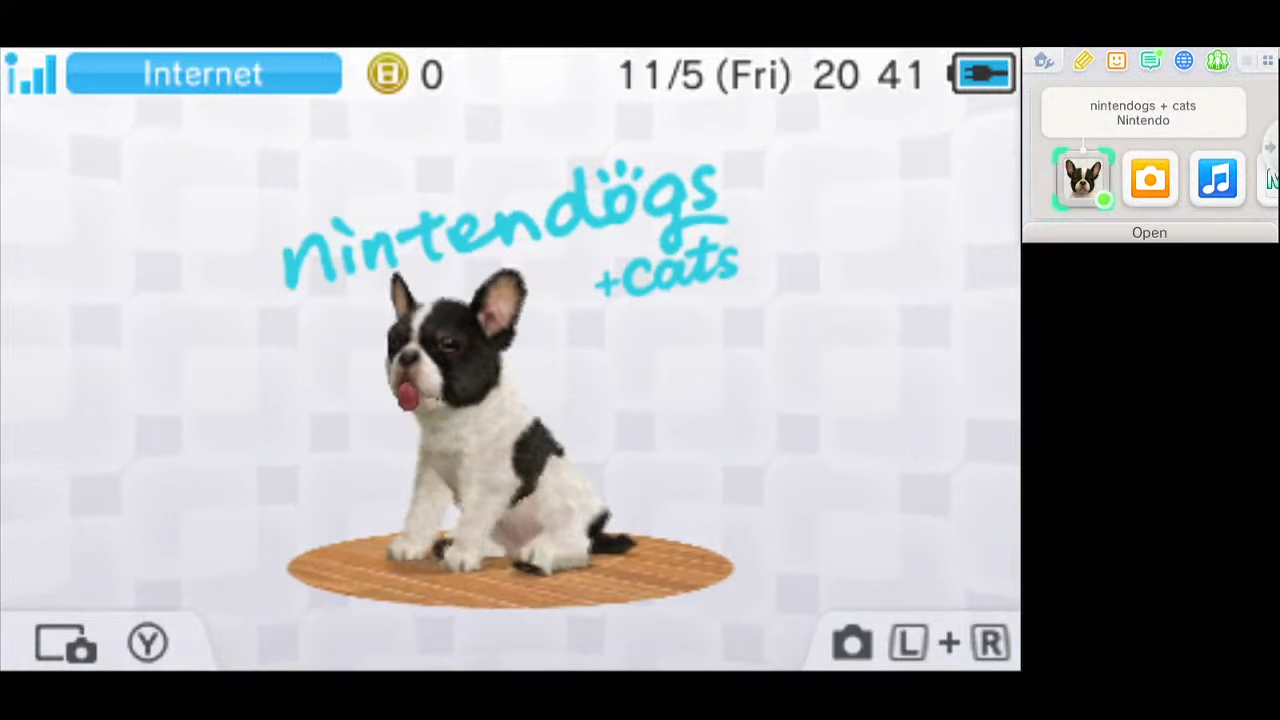 Internet
0
11/5 (Fri) 20 41
nintendogs
+cats
Y
L + R
nintendogs + cats
Nintendo
Open